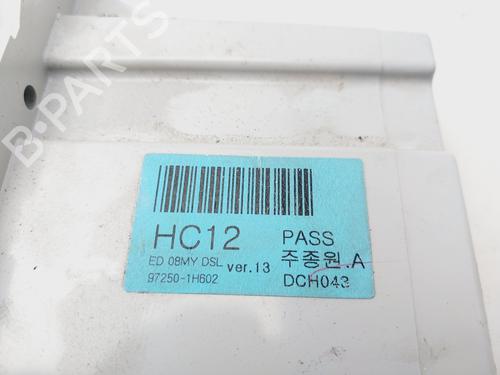 B-PARTS
HC12
PASS
ED 08MY DSL ver.13
주종원.A
97250-1H602
DCH043